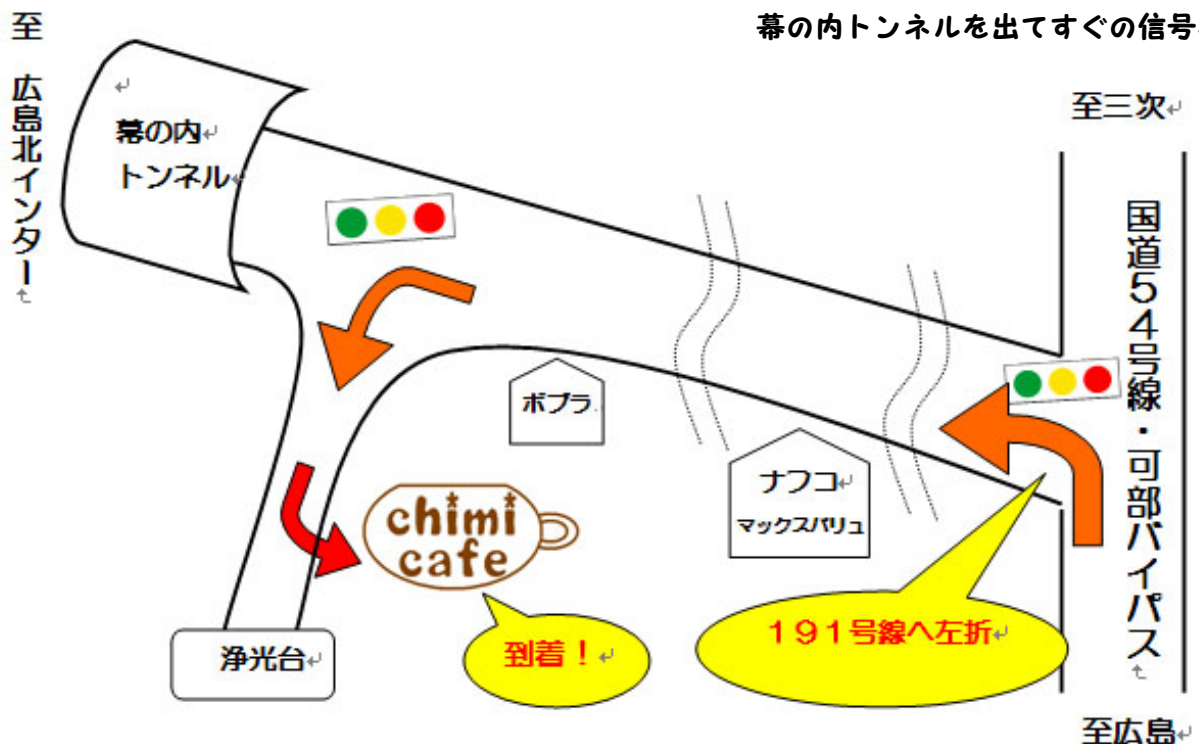 幕の内トンネルを出てすぐの信号
至 広島北インター
幕の内
トンネル
至三次
国道54号線・可部バイパス
ポプラ
ナフコ
マックスバリュ
chimi
cafe
到着！
191号線へ左折
浄光台
至広島